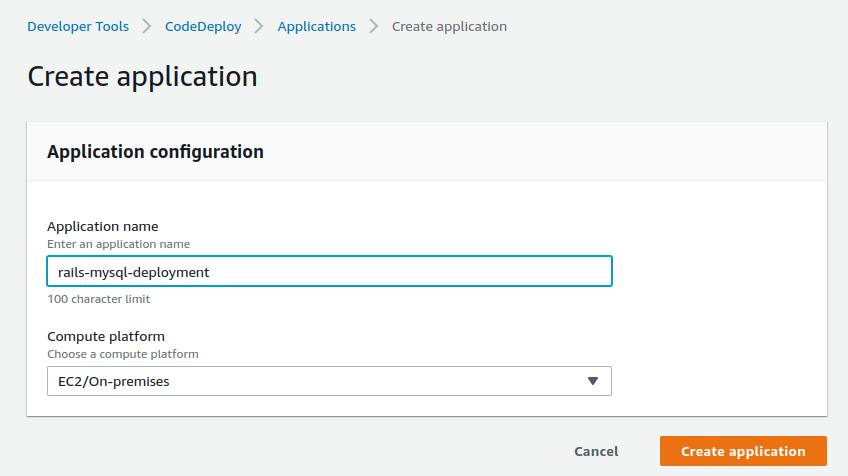 Developer Tools > CodeDeploy > Applications > Create application
Create application
Application configuration
Application name
Enter an application name
rails-mysql-deployment
100 character limit
Compute platform
Choose a compute platform
EC2/On-premises
Cancel Create application